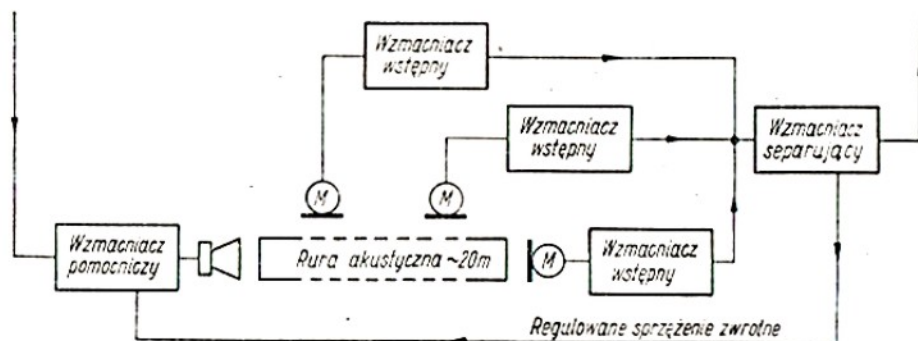 Wzmacniacz
wstępny
Wzmacniacz
wstępny
Wzmacniacz
separujący
M
M
Wzmacniacz
pomocniczy
Rura akustyczna ~20m
M
Wzmacniacz
wstępny
Regulowane sprzężenie zwrotne